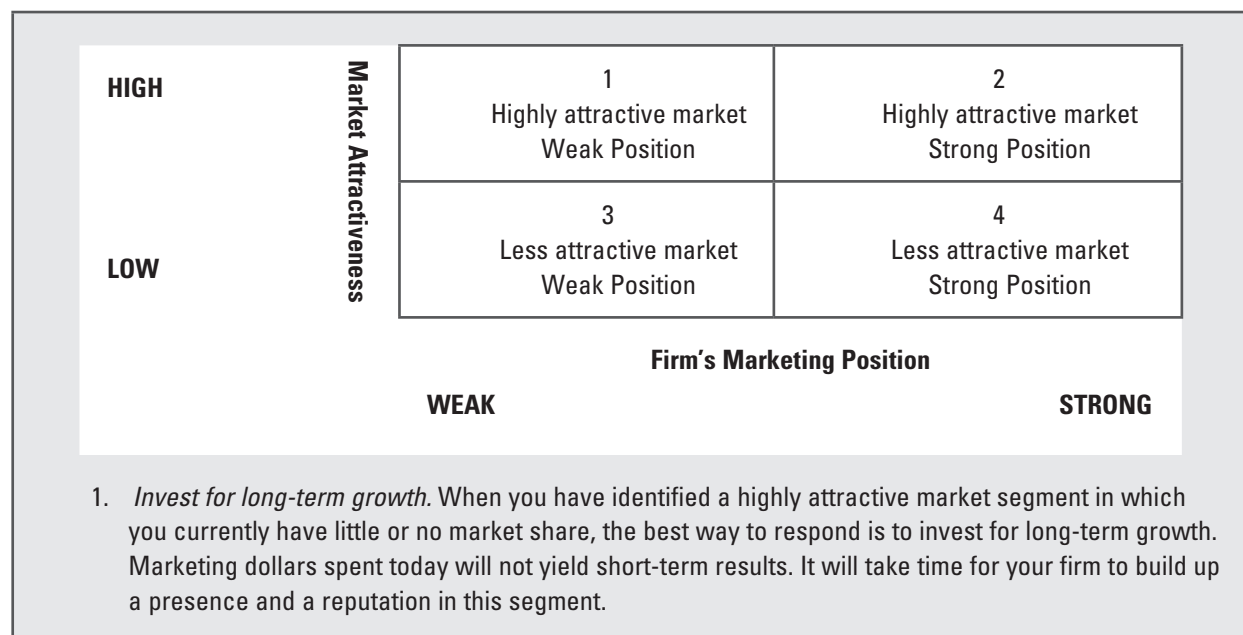 HIGH
Market Attractiveness
1
Highly attractive market
Weak Position
2
Highly attractive market
Strong Position
LOW
3
Less attractive market
Weak Position
4
Less attractive market
Strong Position
Firm's Marketing Position
WEAK
STRONG
1. Invest for long-term growth. When you have identified a highly attractive market segment in which
you currently have little or no market share, the best way to respond is to invest for long-term growth.
Marketing dollars spent today will not yield short-term results. It will take time for your firm to build up
a presence and a reputation in this segment.